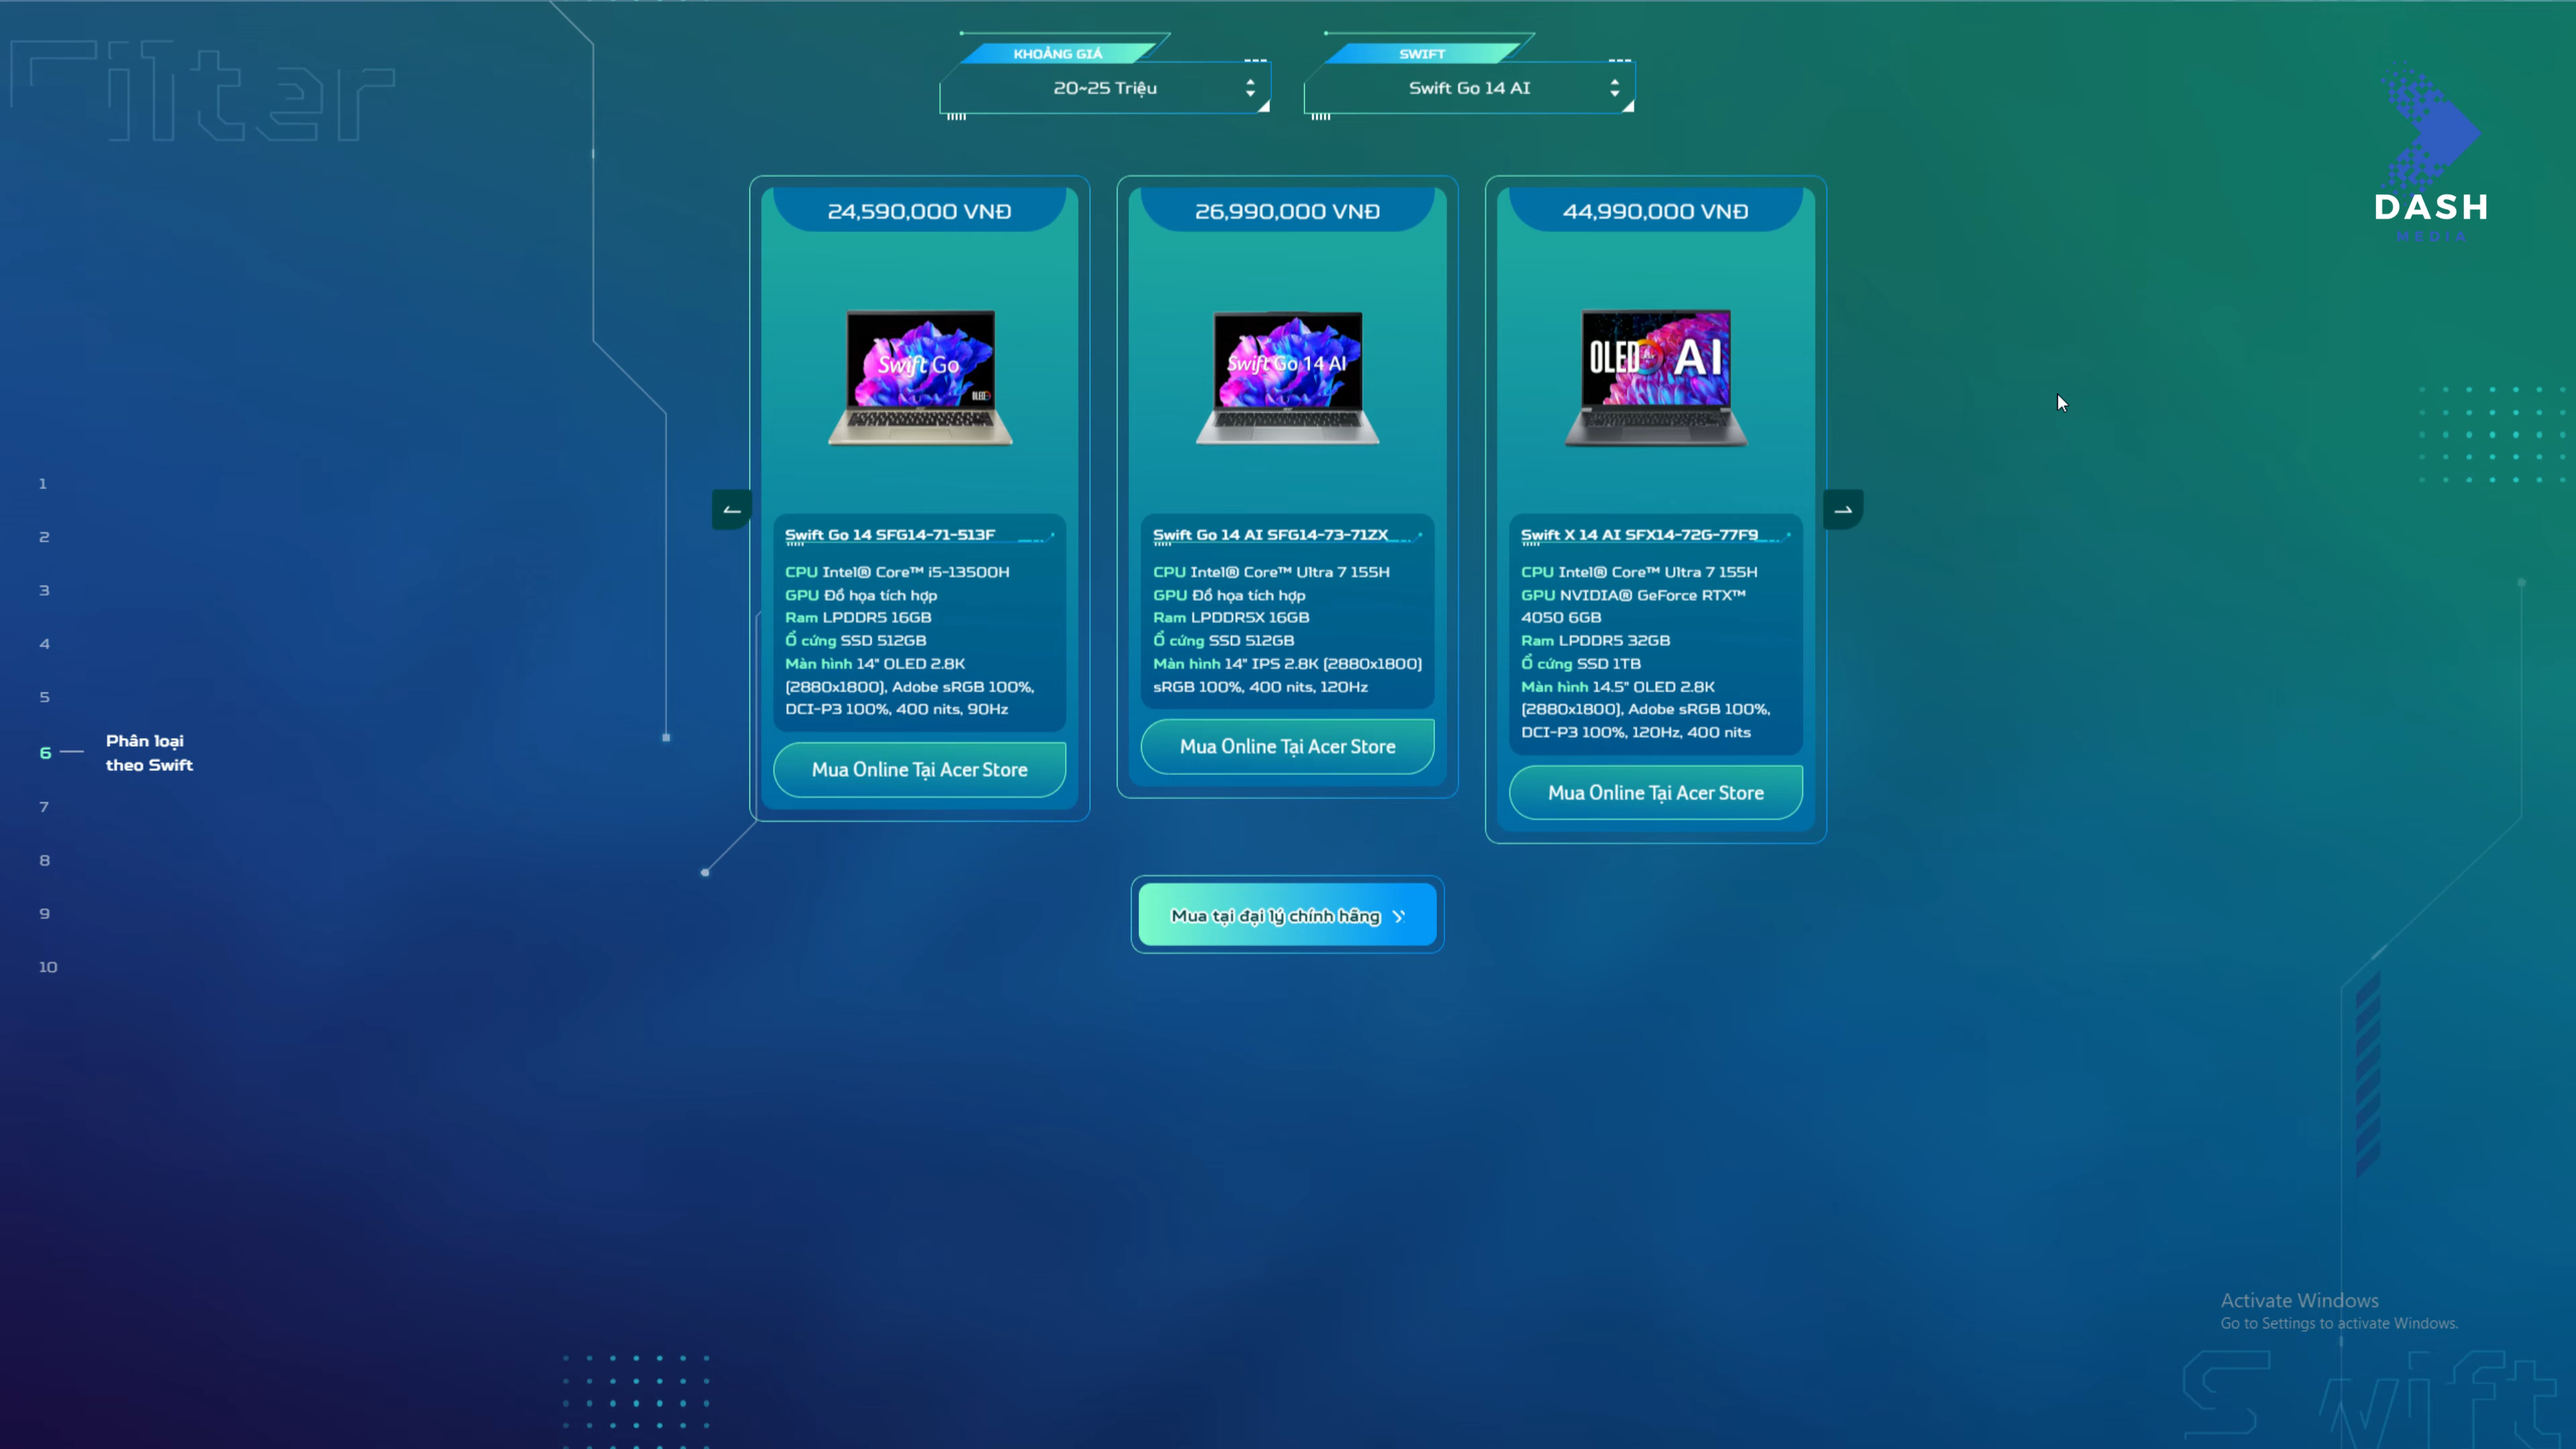 Filter
KHOẢNG GIÁ
20~25 Triệu
SWIFT
Swift Go 14 AI
DASH
MEDIA
24,590,000 VNĐ
Swift Go
OLED
Swift Go 14 SFG14-71-513F
CPU Intel® Core™ i5-13500H
GPU Đồ họa tích hợp
Ram LPDDR5 16GB
Ổ cứng SSD 512GB
Màn hình 14" OLED 2.8K
(2880x1800), Adobe sRGB 100%,
DCI-P3 100%, 400 nits, 90Hz
Mua Online Tại Acer Store
26,990,000 VNĐ
Swift Go 14 AI
Swift Go 14 AI SFG14-73-71ZX
CPU Intel® Core™ Ultra 7 155H
GPU Đồ họa tích hợp
Ram LPDDR5X 16GB
Ổ cứng SSD 512GB
Màn hình 14" IPS 2.8K (2880x1800)
sRGB 100%, 400 nits, 120Hz
Mua Online Tại Acer Store
44,990,000 VNĐ
OLED AI
Swift X 14 AI SFX14-72G-77F9
CPU Intel® Core™ Ultra 7 155H
GPU NVIDIA® GeForce RTX™
4050 6GB
Ram LPDDR5 32GB
Ổ cứng SSD 1TB
Màn hình 14.5" OLED 2.8K
(2880x1800), Adobe sRGB 100%,
DCI-P3 100%, 120Hz, 400 nits
Mua Online Tại Acer Store
1
2
3
4
5
6
Phân loại
theo Swift
7
8
9
10
Mua tại đại lý chính hãng
Activate Windows
Go to Settings to activate Windows.
Swift